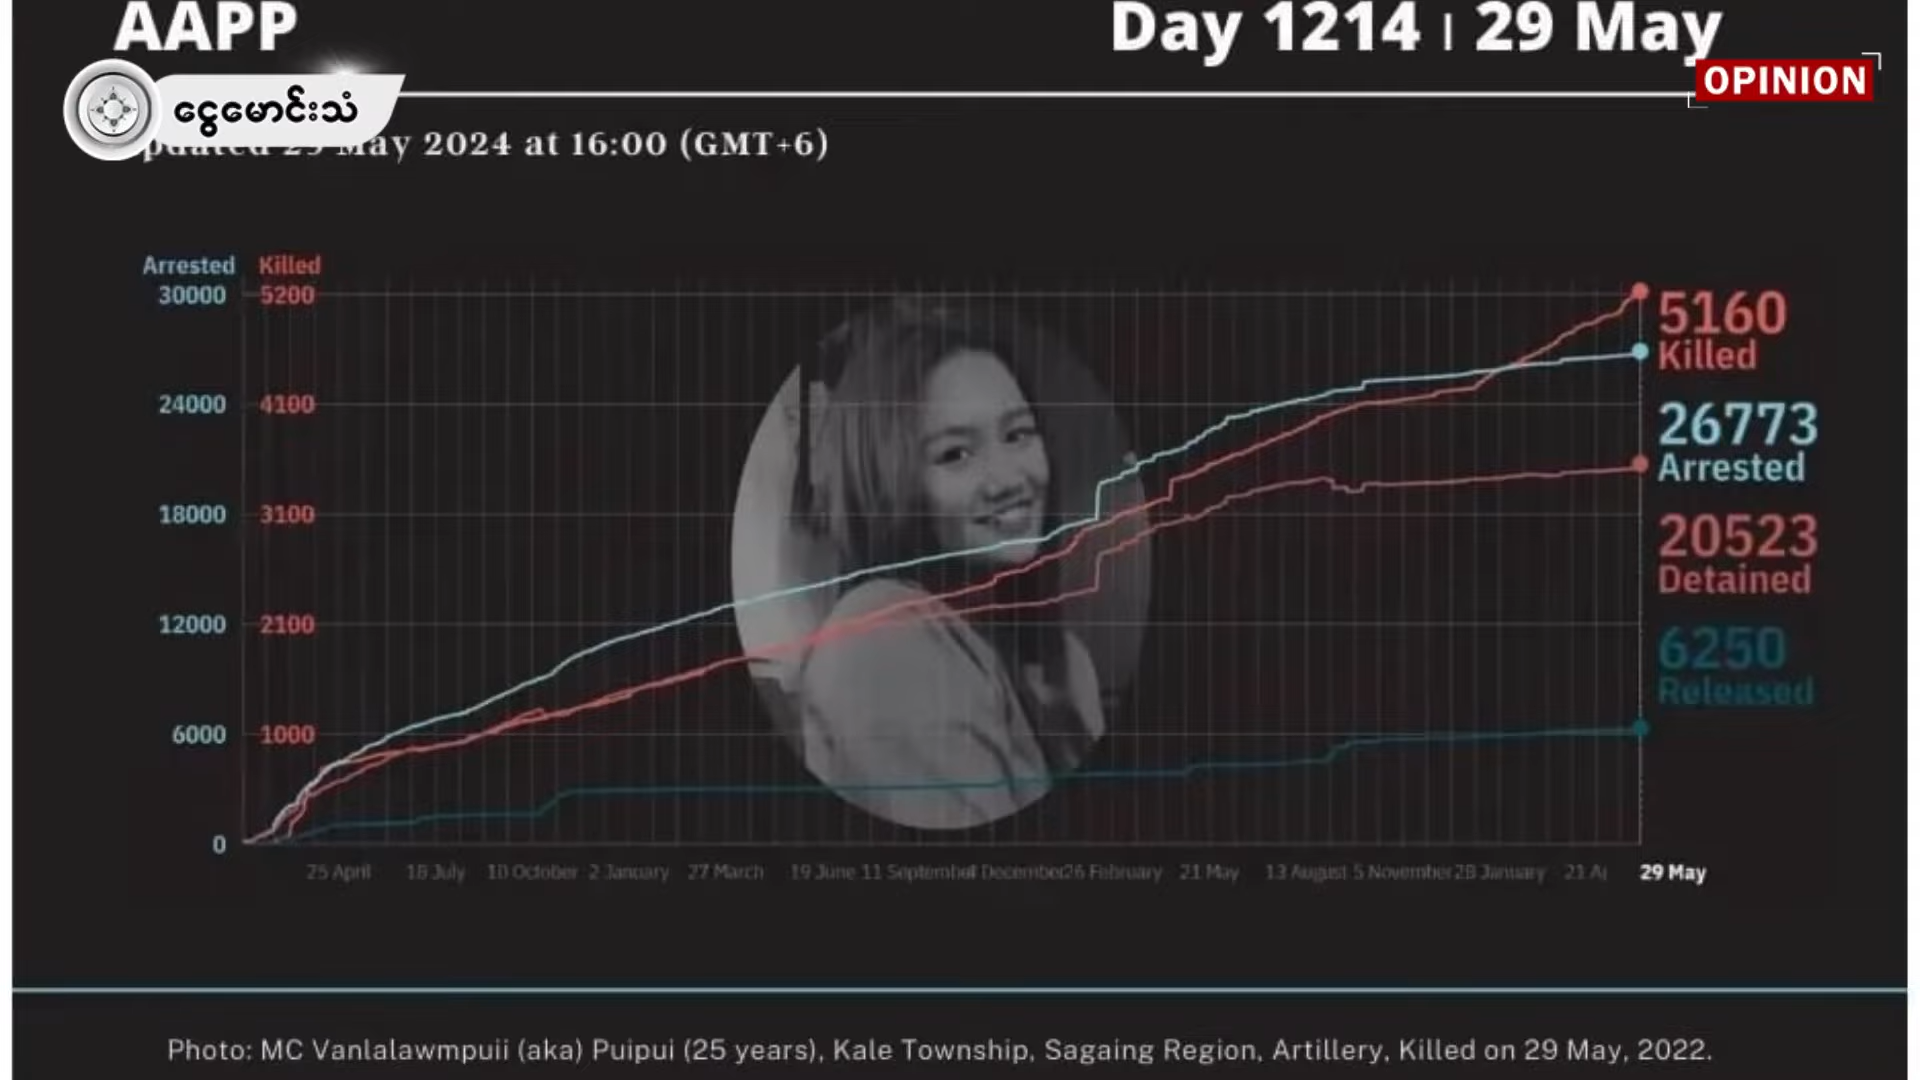 AAPP
Day 1214 | 29 May
OPINION
ငွေမောင်းသံ
May 2024 at 16:00 (GMT+6)
Arrested Killed
30000 5200
24000 4100
18000 3100
12000 2100
6000 1000
0
5160
Killed
26773
Arrested
20523
Detained
6250
Released
25 April 18 July 10 October 2 January 27 March 19 June 11 September December 26 February 21 May 13 August 5 November 28 January 21 29 May
Photo: MC Vanlalawmpuii (aka) Puipui (25 years), Kale Township, Sagaing Region, Artillery, Killed on 29 May, 2022.